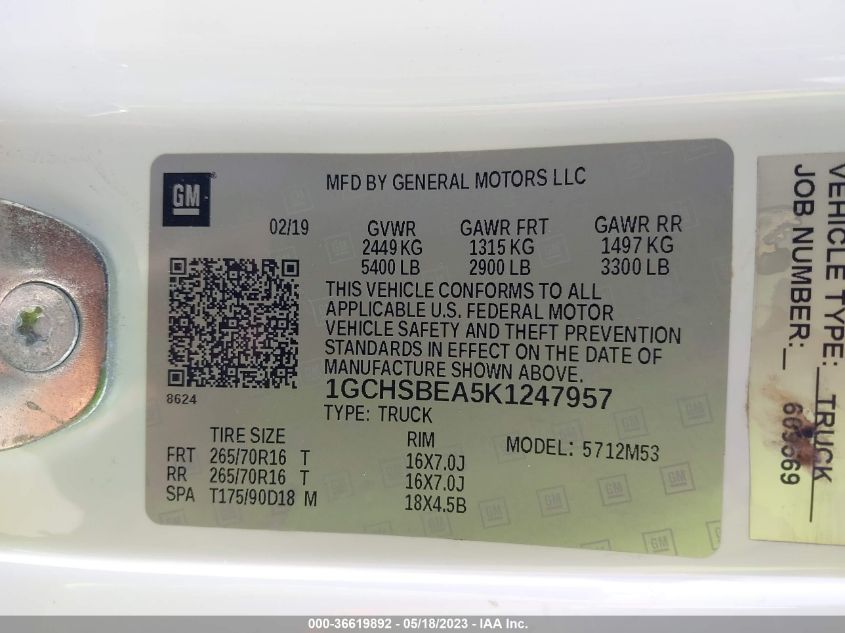 GM
MFD BY GENERAL MOTORS LLC
02/19 GVWR GAWR FRT GAWR RR
2449 KG 1315 KG 1497 KG
5400 LB 2900 LB 3300 LB
THIS VEHICLE CONFORMS TO ALL
APPLICABLE U.S. FEDERAL MOTOR
VEHICLE SAFETY AND THEFT PREVENTION
STANDARDS IN EFFECT ON THE DATE OF
MANUFACTURE SHOWN ABOVE.
8624
1GCHSBEA5K1247957
TYPE: TRUCK
TIRE SIZE RIM MODEL: 5712M53
FRT 265/70R16 T 16X7.0J
RR 265/70R16 T 16X7.0J
SPA T175/90D18 M 18X4.5B
VEHICLE TYPE: TRUCK
JOB NUMBER: 609569
000-36619892 - 05/18/2023 - IAA Inc.